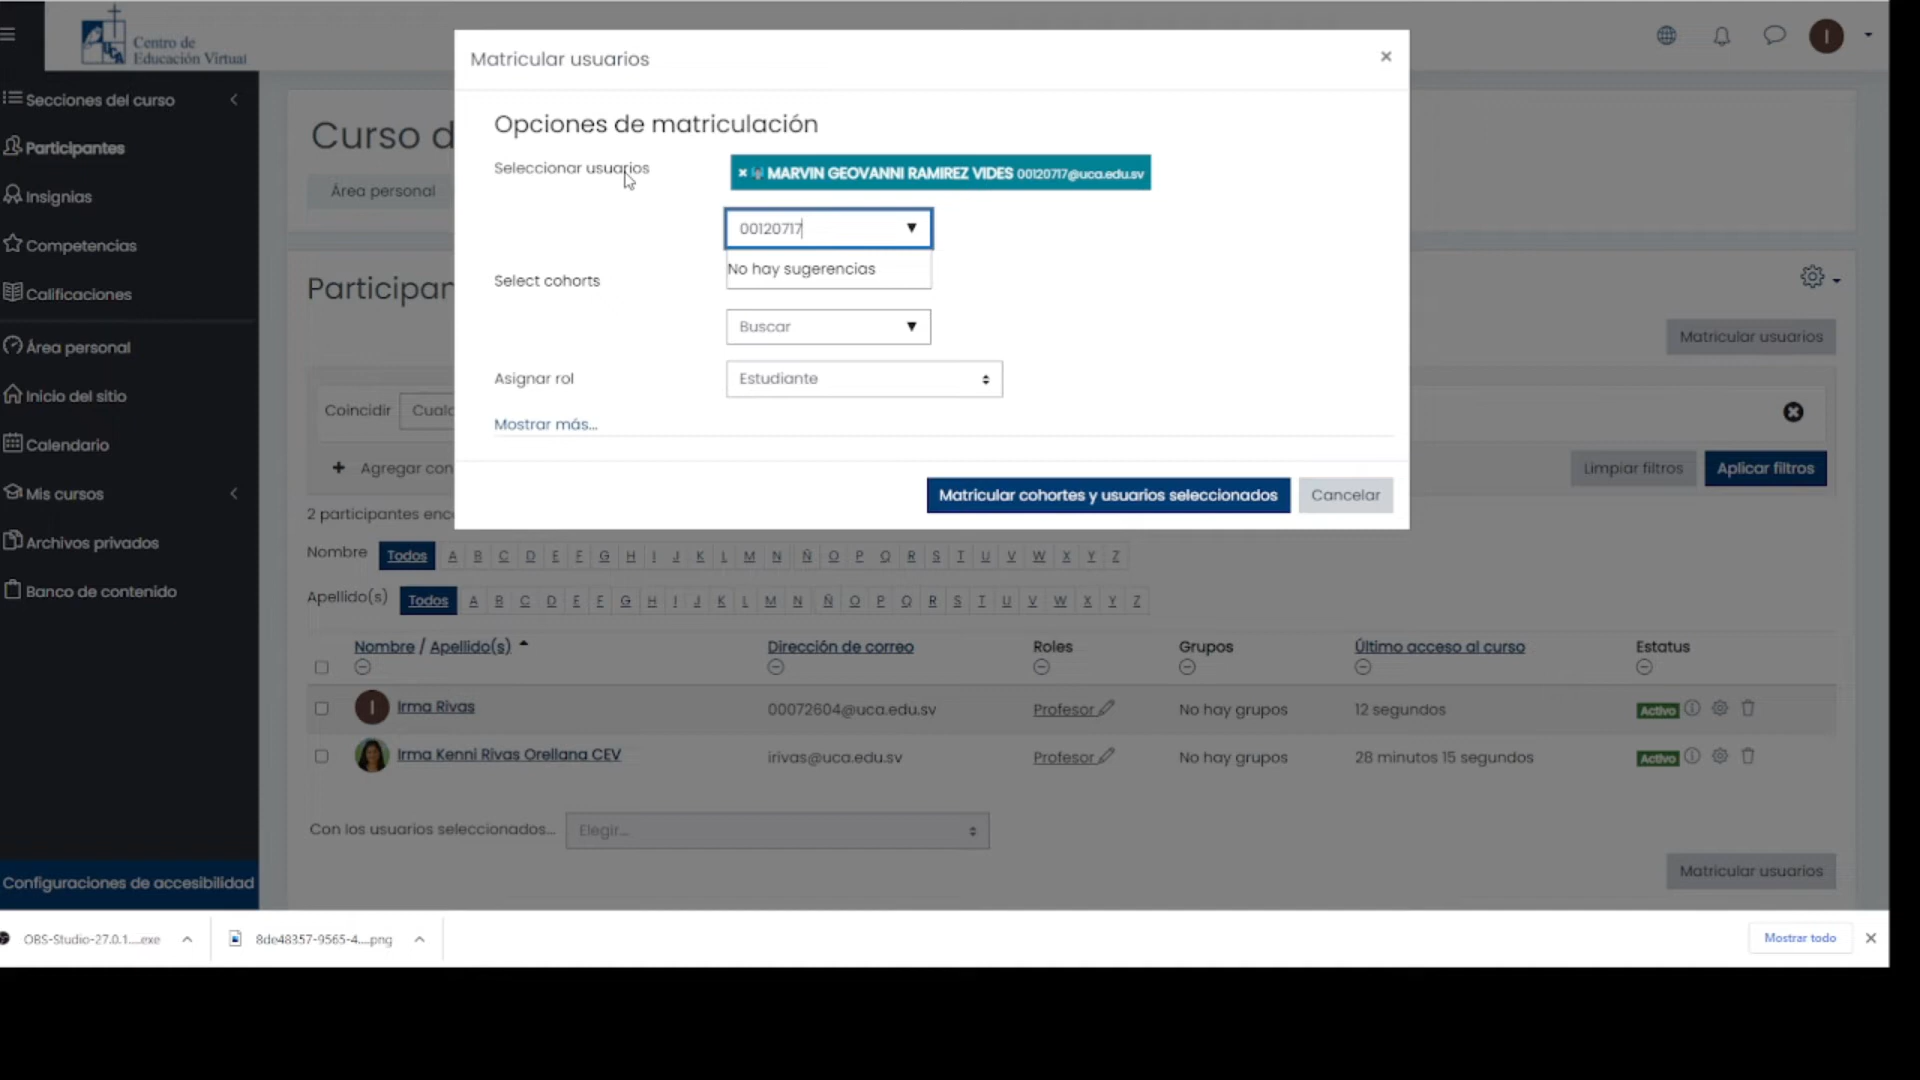 Centro de
Educación Virtual
UCA
Secciones del curso
Participantes
Insignias
Competencias
Calificaciones
Área personal
Inicio del sitio
Calendario
Mis cursos
Archivos privados
Banco de contenido
Configuraciones de accesibilidad
I
Curso d
Área personal
Matricular usuarios
×
Opciones de matriculación
Seleccionar usuarios
× MARVIN GEOVANNI RAMIREZ VIDES 00120717@uca.edu.sv
00120717 ▼
No hay sugerencias
Select cohorts
Buscar ▼
Asignar rol
Estudiante
Mostrar más...
Matricular cohortes y usuarios seleccionados
Cancelar
Participan
Matricular usuarios
Coincidir
Cualq
Agregar con
Limpiar filtros
Aplicar filtros
2 participantes enc
Nombre Todos A B C D E F G H I J K L M N Ñ O P Q R S T U V W X Y Z
Apellido(s) Todos A B C D E F G H I J K L M N Ñ O P Q R S T U V W X Y Z
Nombre / Apellido(s) Dirección de correo Roles Grupos Último acceso al curso Estatus
I Irma Rivas 00072604@uca.edu.sv Profesor No hay grupos 12 segundos Activo
Irma Kenni Rivas Orellana CEV irivas@uca.edu.sv Profesor No hay grupos 28 minutos 15 segundos Activo
Con los usuarios seleccionados... Elegir...
Matricular usuarios
OBS-Studio-27.0.1....exe
8de48357-9565-4....png
Mostrar todo